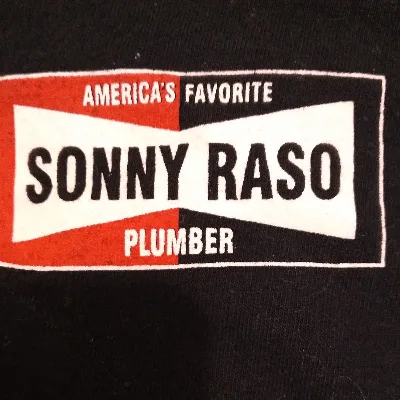 AMERICA'S FAVORITE
SONNY RASO
PLUMBER